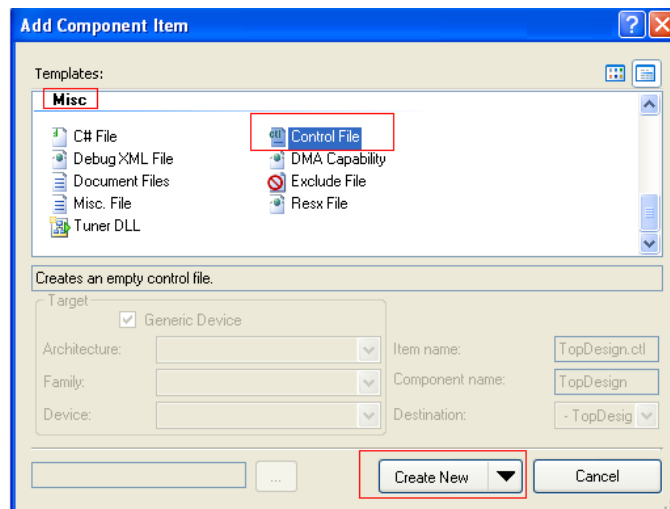 Add Component Item
Templates:
Misc
C# File
Control File
Debug XML File
DMA Capability
Document Files
Exclude File
Misc. File
Resx File
Tuner DLL
Creates an empty control file.
Target
Generic Device
Architecture:
Item name:
TopDesign.ctl
Family:
Component name:
TopDesign
Device:
Destination:
- TopDesig
...
Create New
Cancel